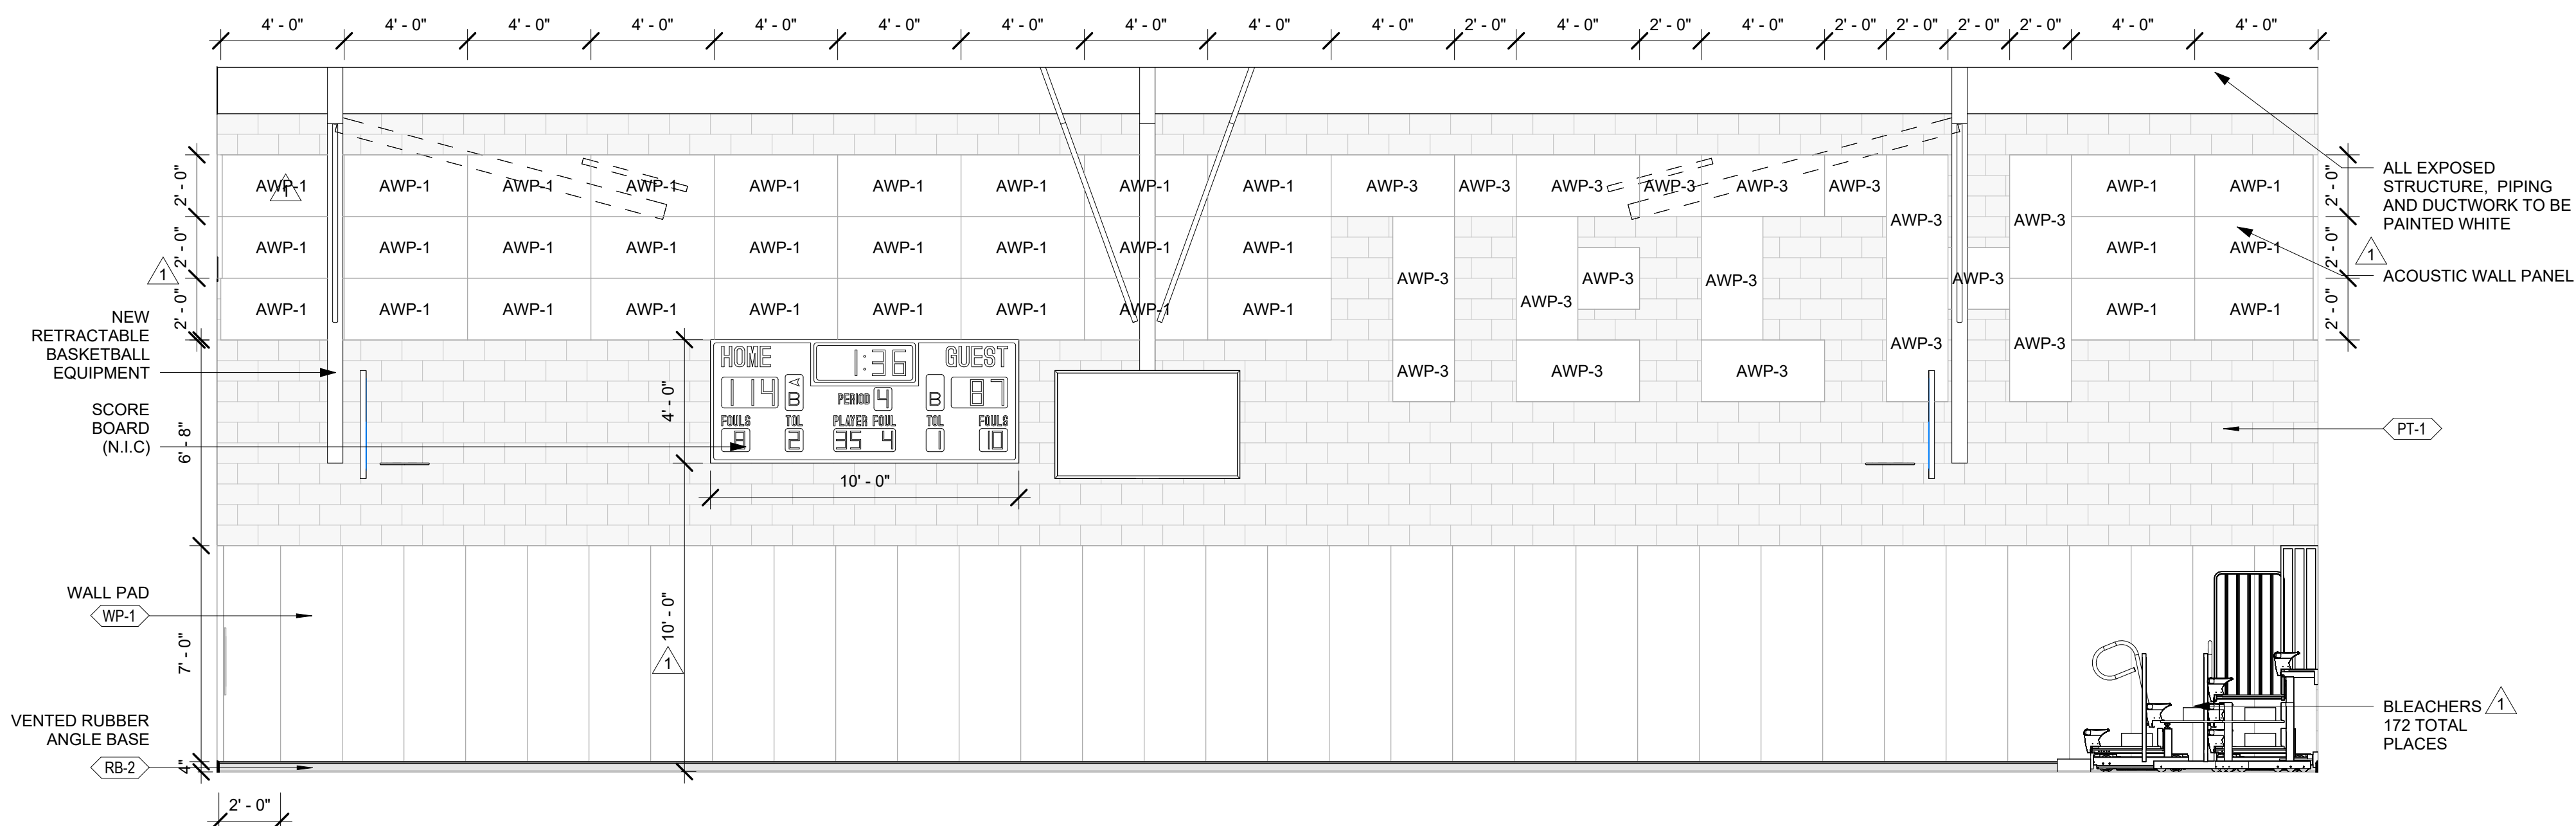 4' - 0" 4' - 0" 4' - 0" 4' - 0" 4' - 0" 4' - 0" 4' - 0" 4' - 0" 4' - 0" 4' - 0" 2' - 0" 4' - 0" 2' - 0" 4' - 0" 2' - 0" 2' - 0" 2' - 0" 2' - 0" 4' - 0" 4' - 0"
2' - 0" AWP-1 AWP-1 AWP-1 AWP-1 AWP-1 AWP-1 AWP-1 AWP-1 AWP-1 AWP-3 AWP-3 AWP-3 AWP-3 AWP-3 AWP-3 AWP-1 AWP-1 2' - 0"
1
AWP-3 AWP-3
2' - 0" AWP-1 AWP-1 AWP-1 AWP-1 AWP-1 AWP-1 AWP-1 AWP-1 AWP-1 AWP-1 AWP-1 2' - 0"
1 1
AWP-3 AWP-3 AWP-3 AWP-3
AWP-3
2' - 0" AWP-1 AWP-1 AWP-1 AWP-1 AWP-1 AWP-1 AWP-1 AWP-1 AWP-1 AWP-1 AWP-1 2' - 0"
AWP-3 AWP-3
AWP-3 AWP-3 AWP-3
ALL EXPOSED
STRUCTURE, PIPING
AND DUCTWORK TO BE
PAINTED WHITE
ACOUSTIC WALL PANEL
NEW
RETRACTABLE
BASKETBALL
EQUIPMENT
SCORE
BOARD
(N.I.C)
6' - 8"
4' - 0"
HOME 1:36 GUEST
114 A B PERIOD 4 B 87
FOULS TOL PLAYER FOUL TOL FOULS
8 2 35 4 1 10
10' - 0"
PT-1
WALL PAD
WP-1
7' - 0"
10' - 0"
1
VENTED RUBBER
ANGLE BASE
RB-2
4"
2' - 0"
BLEACHERS 1
172 TOTAL
PLACES